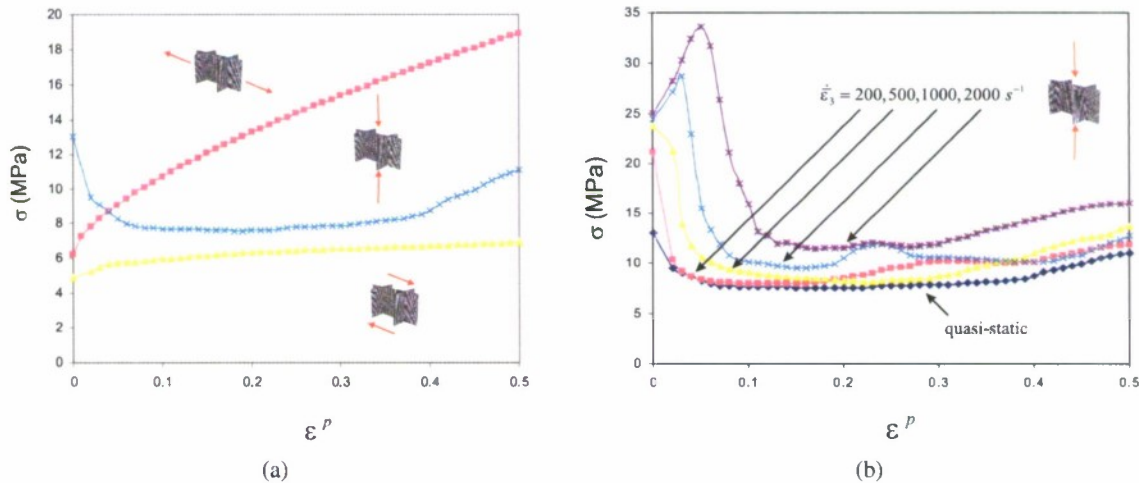 20
18
16
14
12
10
8
6
4
2
0
σ (MPa)
0 0.1 0.2 0.3 0.4 0.5
ε p
(a)
35
30
25
20
15
10
5
0
σ (MPa)
ε̇̄₃ = 200, 500, 1000, 2000 s⁻¹
quasi-static
0 0.1 0.2 0.3 0.4 0.5
ε p
(b)